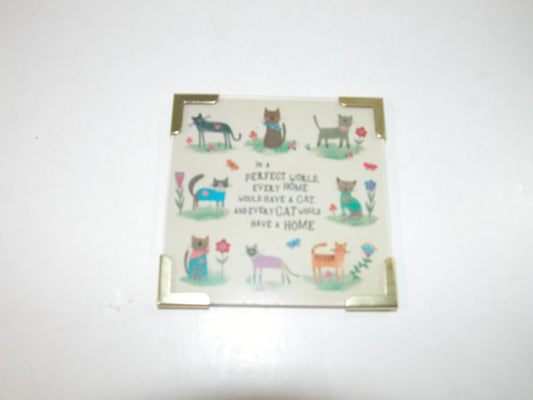 IN A
PERFECT WORLD,
EVERY HOME
WOULD HAVE A CAT,
AND EVERY CAT WOULD
HAVE A HOME